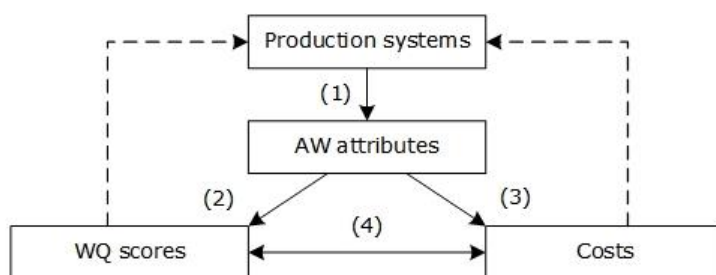 Production systems
(1)
AW attributes
(2)
(3)
(4)
WQ scores
Costs